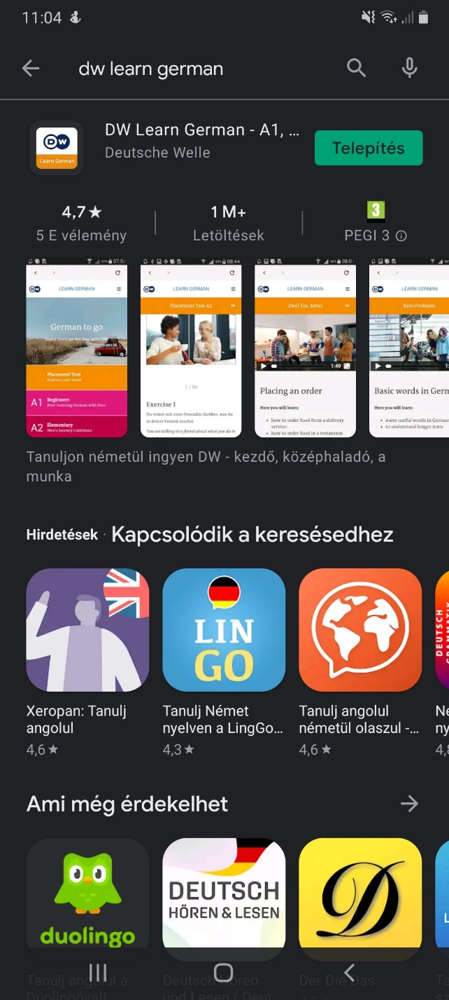 11:04
dw learn german
DW Learn German - A1, …
Deutsche Welle
Telepítés
DW
Learn German
4,7★
5 E vélemény
1 M+
Letöltések
3
PEGI 3
LEARN GERMAN
German to go
Learn German for free with DW
Placement Test
A1 Beginners
Start Learning German with Nico
A2 Elementary
Nico's Journey Continues
08:44
LEARN GERMAN
Placement Test A2
1 / 30
Exercise 1
Du redest mit einer Freundin darüber, was du
in deiner Freizeit machst.
You are talking to a friend about what you do in
LEARN GERMAN
Zwei Tee, bitte!
1:40
Placing an order
Here you will learn:
• how to order food from a delivery
service.
• how to order food in a restaurant.
LEARN GERMAN
Kein Problem!
Basic words in Germ
Here you will learn:
• more useful words in German
• to understand longer texts
Tanuljon németül ingyen DW - kezdő, középhaladó, a
munka
Hirdetések · Kapcsolódik a keresésedhez
LIN
GO
DEUTSCH
Xeropan: Tanulj
angolul
4,6★
Tanulj Német
nyelven a LingGo…
4,3★
Tanulj angolul
németül olaszul -…
4,6★
Ne
ny
4,8
Ami még érdekelhet
duolingo
DEUTSCH
HÖREN & LESEN
D
L
Tanulj angolul a
Duolingóval!
Deutsch Hören
und Lesen ( Deut
Der Die Das